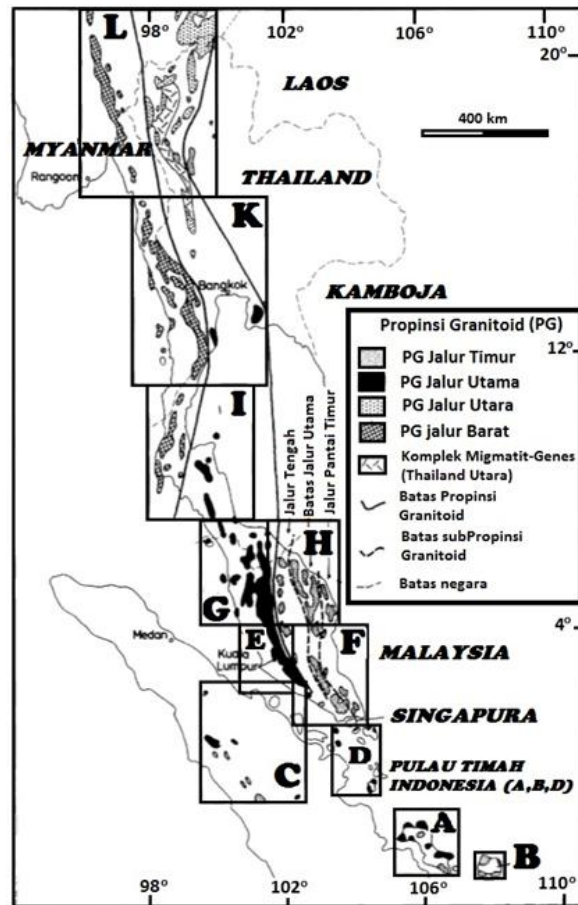 98° 102° 106° 110°
L
20°
LAOS
400 km
MYANMAR
Rangoon
THAILAND
K
Bangkok
KAMBOJA
Propinsi Granitoid (PG)
12°
PG Jalur Timur
PG Jalur Utama
PG Jalur Utara
PG jalur Barat
Komplek Migmatit-Genes
(Thailand Utara)
Batas Propinsi
Granitoid
Batas subPropinsi
Granitoid
Batas negara
I
Jalur Tengah
Batas Jalur Utama
Jalur Pantai Timur
H
G
4°
E
F
Medan
Kuala
Lumpur
MALAYSIA
SINGAPURA
C
D
PULAU TIMAH
INDONESIA (A,B,D)
A
B
98° 102° 106° 110°